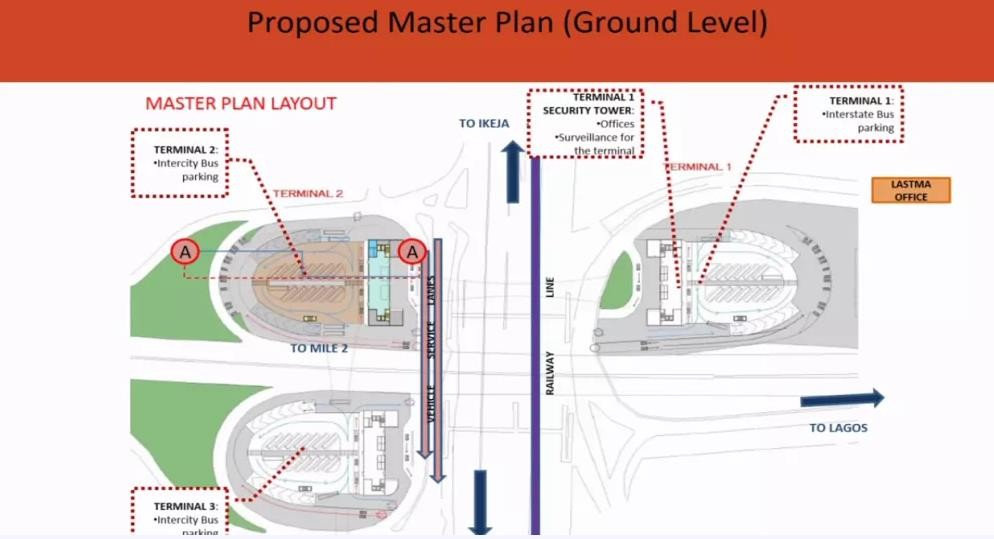 Proposed Master Plan (Ground Level)
MASTER PLAN LAYOUT
TERMINAL 2:
•Intercity Bus
parking
TERMINAL 2
TO IKEJA
TERMINAL 1
SECURITY TOWER:
•Offices
•Surveillance for
the terminal
TERMINAL 1
TERMINAL 1:
•Interstate Bus
parking
LASTMA
OFFICE
A
A
VEHICLE SERVICE LANES
RAILWAY LINE
TO MILE 2
TO LAGOS
TERMINAL 3:
•Intercity Bus
parking